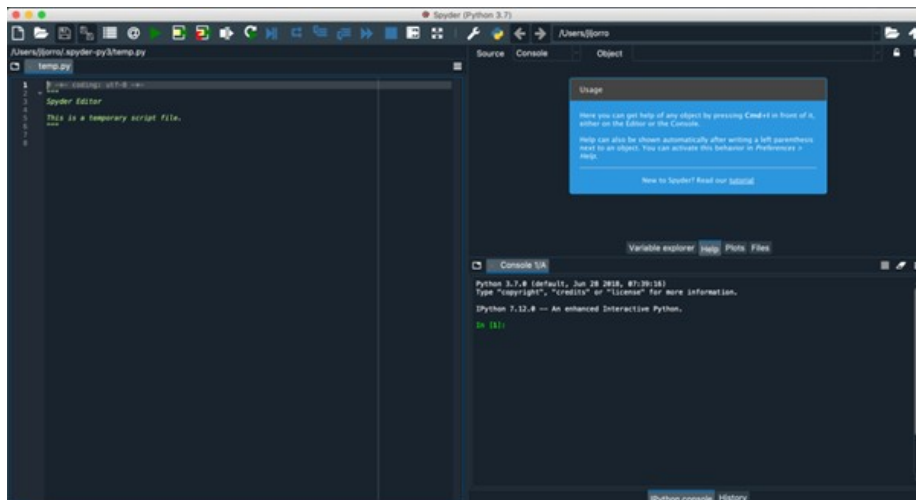 Spyder (Python 3.7)
/Users/jljorro
/Users/jljorro/.spyder-py3/temp.py
Source Console Object
temp.py
1 # -*- coding: utf-8 -*-
2 """
3 Spyder Editor
4
5 This is a temporary script file.
6 """
7
8
Usage
Here you can get help of any object by pressing Cmd+I in front of it,
either on the Editor or the Console.
Help can also be shown automatically after writing a left parenthesis
next to an object. You can activate this behavior in Preferences >
Help.
New to Spyder? Read our tutorial
Variable explorer Help Plots Files
Console 1/A
Python 3.7.0 (default, Jun 28 2018, 07:39:16)
Type "copyright", "credits" or "license" for more information.
IPython 7.12.0 -- An enhanced Interactive Python.
In [1]:
IPython console History